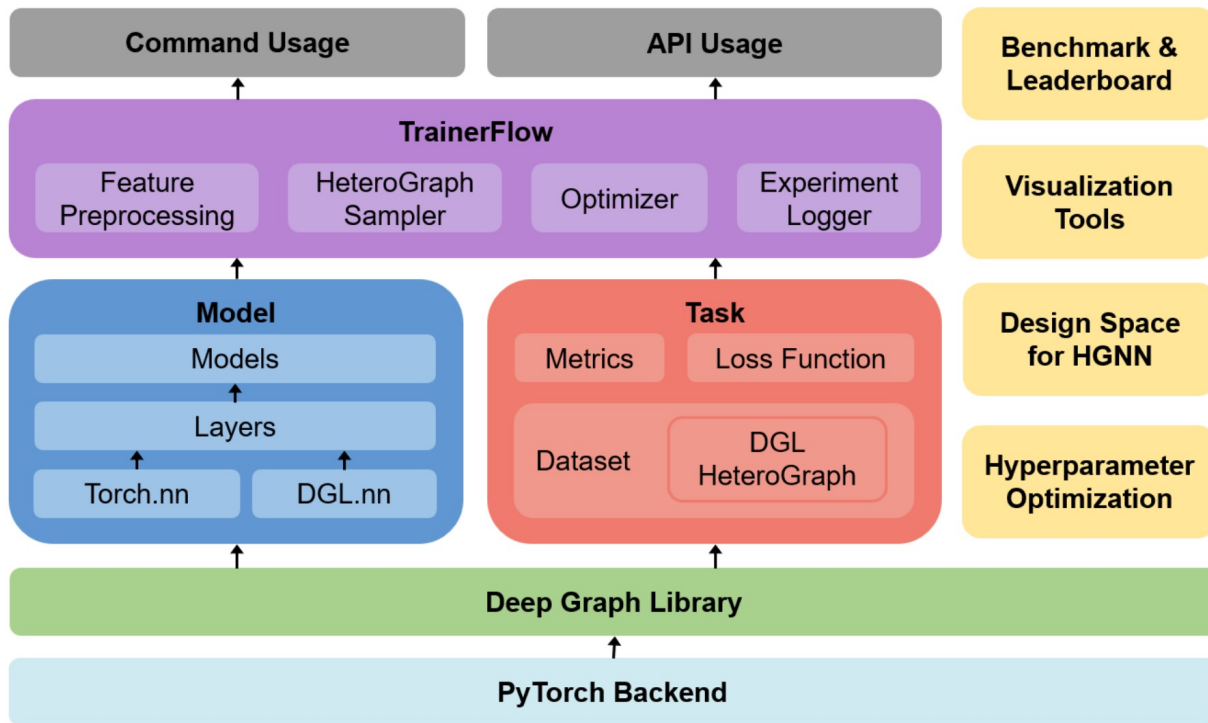 Command Usage
API Usage
Benchmark &
Leaderboard
TrainerFlow
Feature
Preprocessing
HeteroGraph
Sampler
Optimizer
Experiment
Logger
Visualization
Tools
Model
Models
Layers
Torch.nn
DGL.nn
Task
Metrics
Loss Function
Dataset
DGL
HeteroGraph
Design Space
for HGNN
Hyperparameter
Optimization
Deep Graph Library
PyTorch Backend